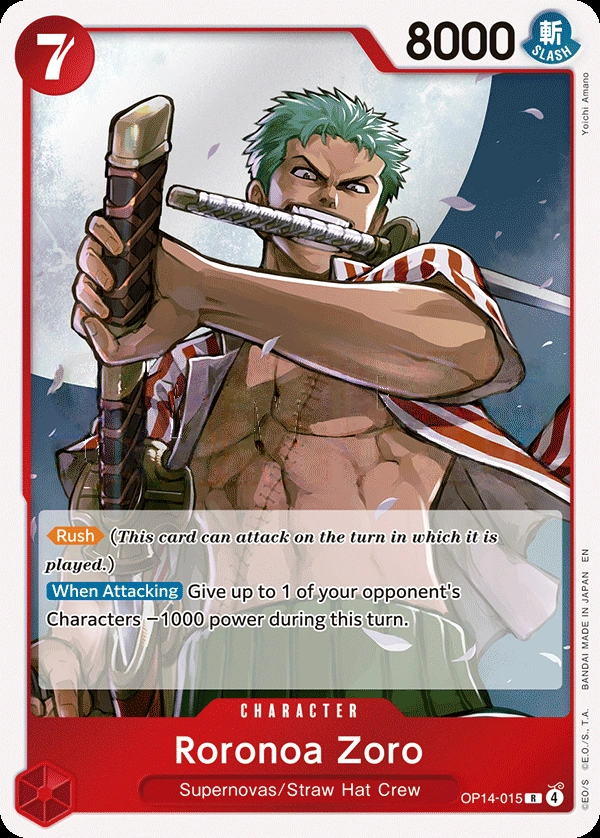 7
8000
斬
SLASH
Yoichi Amano
Rush (This card can attack on the turn in which it is
played.)
When Attacking Give up to 1 of your opponent's
Characters −1000 power during this turn.
CHARACTER
Roronoa Zoro
Supernovas/Straw Hat Crew
OP14-015 R 4
©E.O/S ©E.O./S., T.A. BANDAI MADE IN JAPAN EN